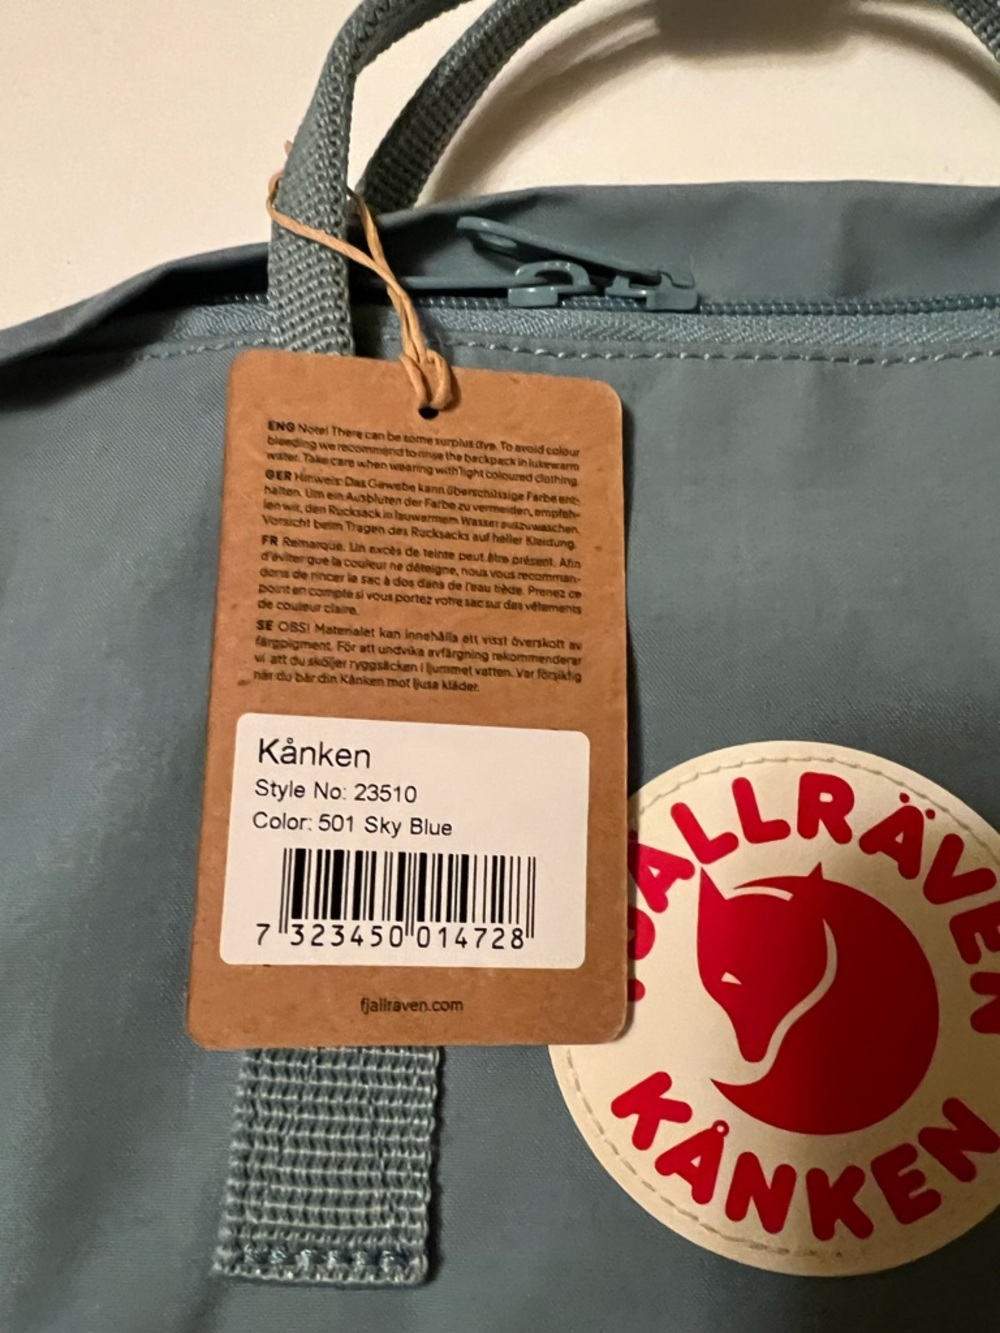 ENG Note! There can be some surplus dye. To avoid colour
bleeding we recommend to rinse the backpack in lukewarm
water. Take care when wearing with light coloured clothing.
GER Hinweis: Das Gewebe kann überschüssige Farbe ent-
halten. Um ein Ausbluten der Farbe zu vermeiden, empfeh-
len wir, den Rucksack in lauwarmem Wasser auszuwaschen.
Vorsicht beim Tragen des Rucksacks auf heller Kleidung.
FR Remarque. Un excès de teinte peut être présent. Afin
d'éviter que la couleur ne déteigne, nous vous recomman-
dons de rincer le sac à dos dans de l'eau tiède. Prenez ce
point en compte si vous portez votre sac sur des vêtements
de couleur claire.
SE OBS! Materialet kan innehålla ett visst överskott av
färgpigment. För att undvika avfärgning rekommenderar
vi att du sköljer ryggsäcken i ljummet vatten. Var försiktig
när du bär din Kånken mot ljusa kläder.
Kånken
Style No: 23510
Color: 501 Sky Blue
7 323450 014728
fjallraven.com
FJÄLLRÄVEN
KÅNKEN